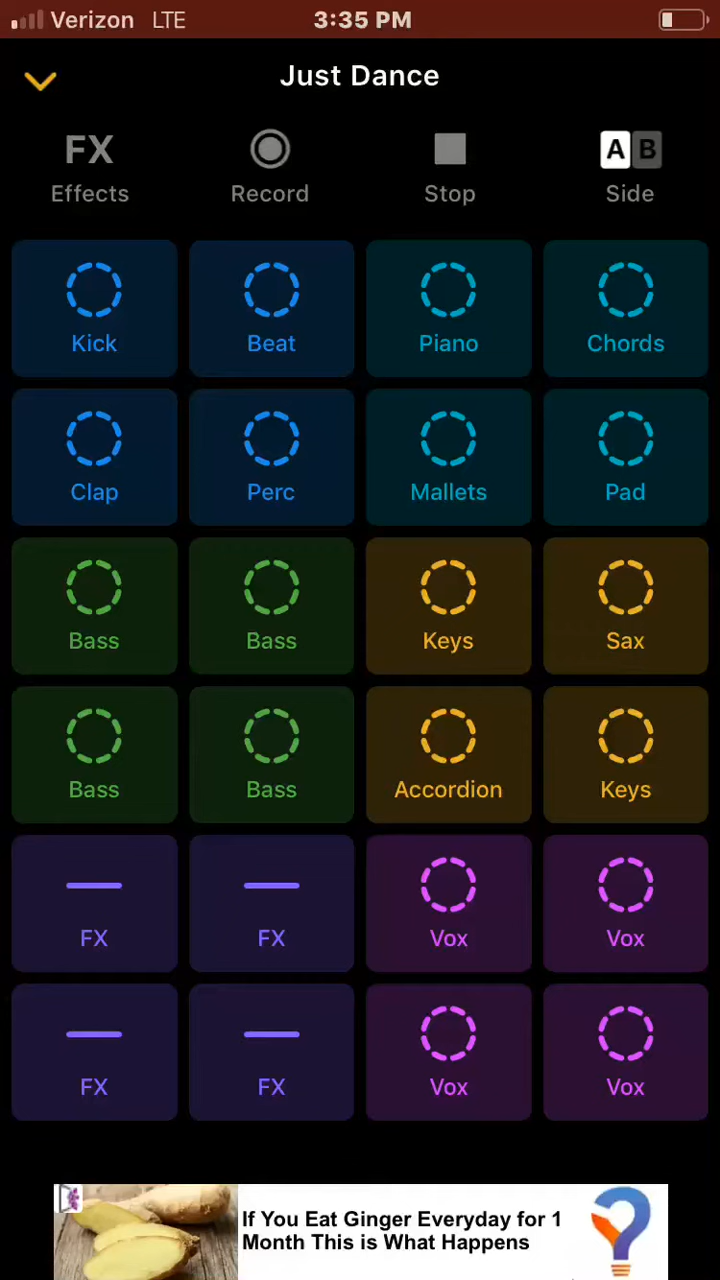 Verizon LTE 3:35 PM
Just Dance
FX A B
Effects Record Stop Side
Kick Beat Piano Chords
Clap Perc Mallets Pad
Bass Bass Keys Sax
Bass Bass Accordion Keys
FX FX Vox Vox
FX FX Vox Vox
If You Eat Ginger Everyday for 1
Month This is What Happens